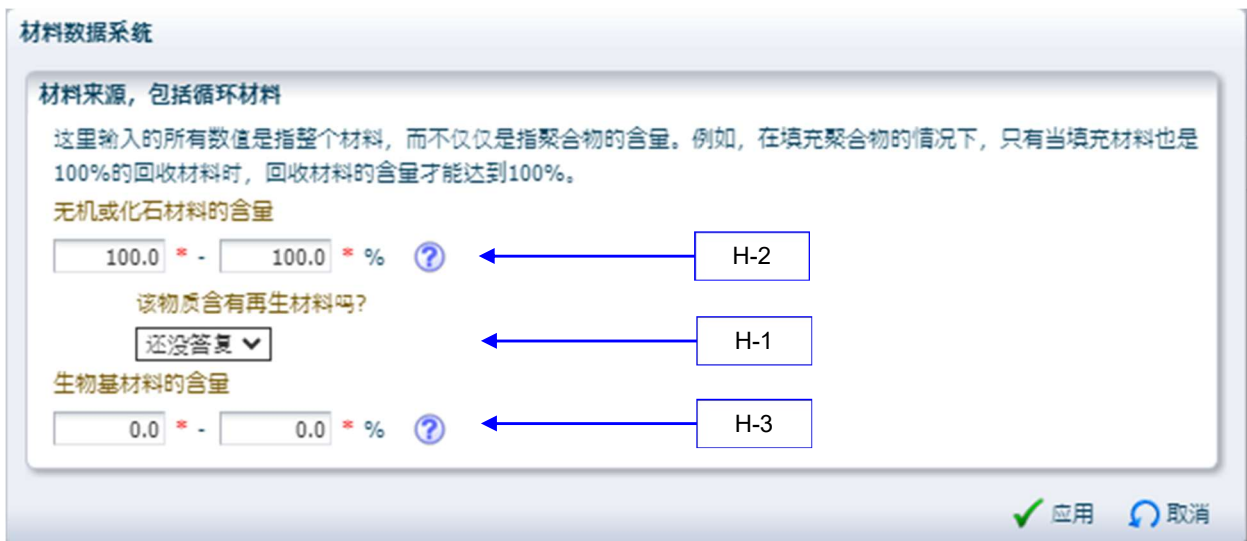 材料数据系统
材料来源，包括循环材料
这里输入的所有数值是指整个材料，而不仅仅是指聚合物的含量。例如，在填充聚合物的情况下，只有当填充材料也是
100%的回收材料时，回收材料的含量才能达到100%。
无机或化石材料的含量
100.0 * - 100.0 * % ? H-2
该物质含有再生材料吗?
还没答复 H-1
生物基材料的含量
0.0 * - 0.0 * % ? H-3
应用 取消